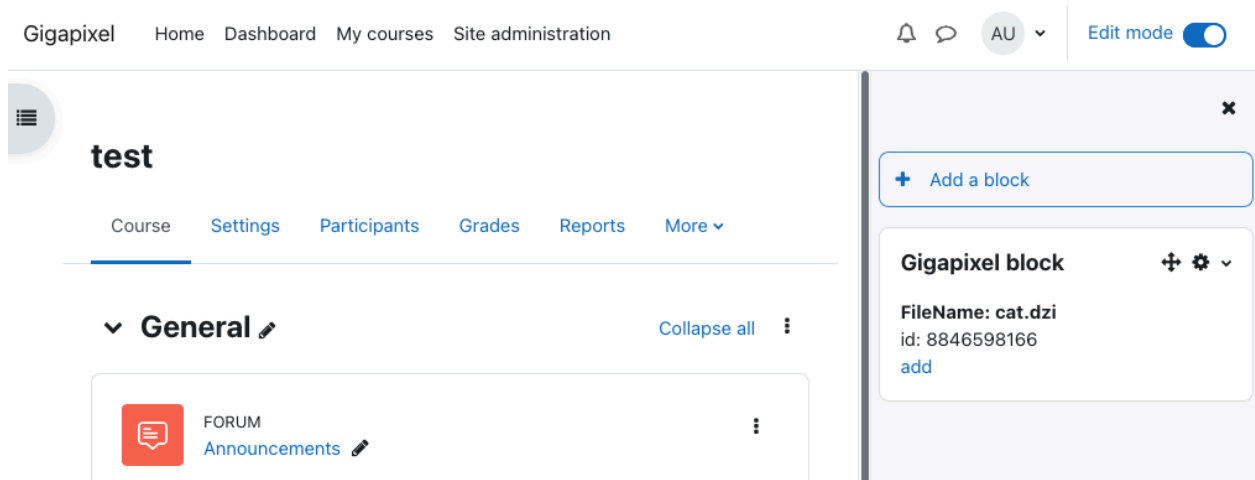 Gigapixel Home Dashboard My courses Site administration AU Edit mode
test
Course Settings Participants Grades Reports More
General Collapse all
FORUM
Announcements
Add a block
Gigapixel block
FileName: cat.dzi
id: 8846598166
add